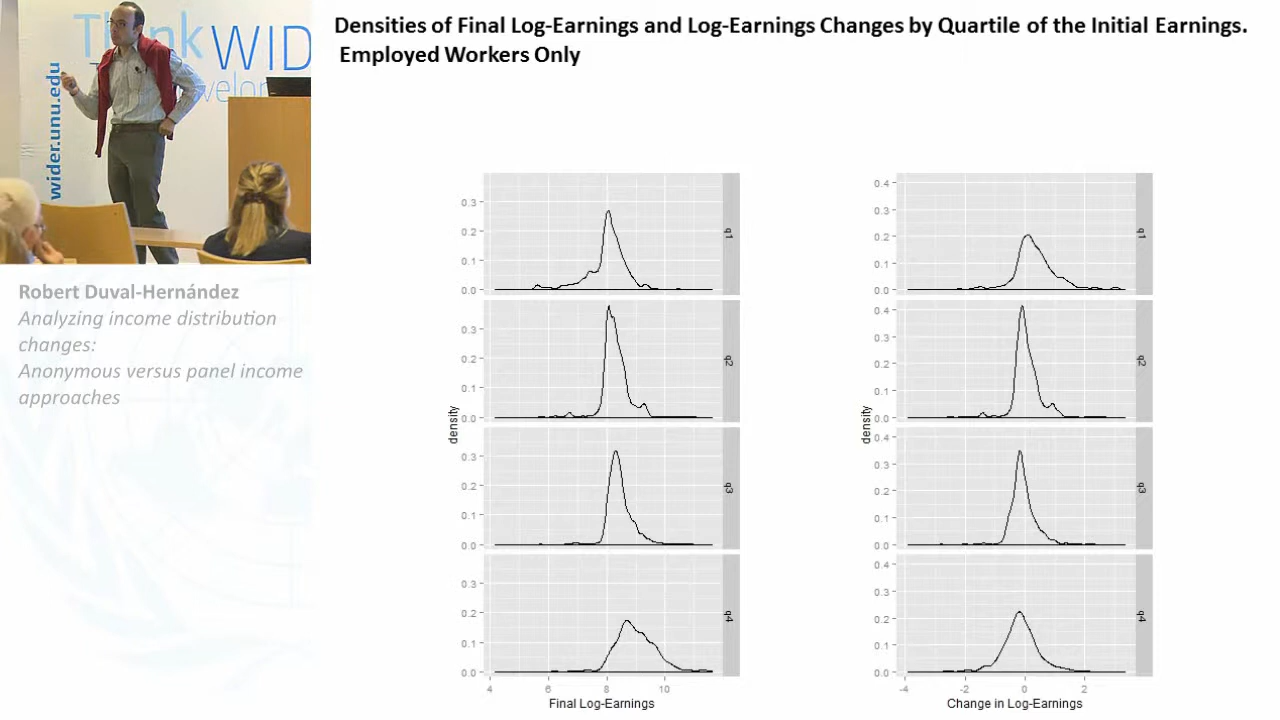 Densities of Final Log-Earnings and Log-Earnings Changes by Quartile of the Initial Earnings.
Employed Workers Only
Think WID
velop
wider.unu.edu
Robert Duval-Hernández
Analyzing income distribution
changes:
Anonymous versus panel income
approaches
density
0.3
0.2
0.1
0.0
q1
0.3
0.2
0.1
0.0
q2
0.3
0.2
0.1
0.0
q3
0.3
0.2
0.1
0.0
q4
4 6 8 10
Final Log-Earnings
density
0.4
0.3
0.2
0.1
0.0
q1
0.4
0.3
0.2
0.1
0.0
q2
0.4
0.3
0.2
0.1
0.0
q3
0.4
0.3
0.2
0.1
0.0
q4
-4 -2 0 2
Change in Log-Earnings